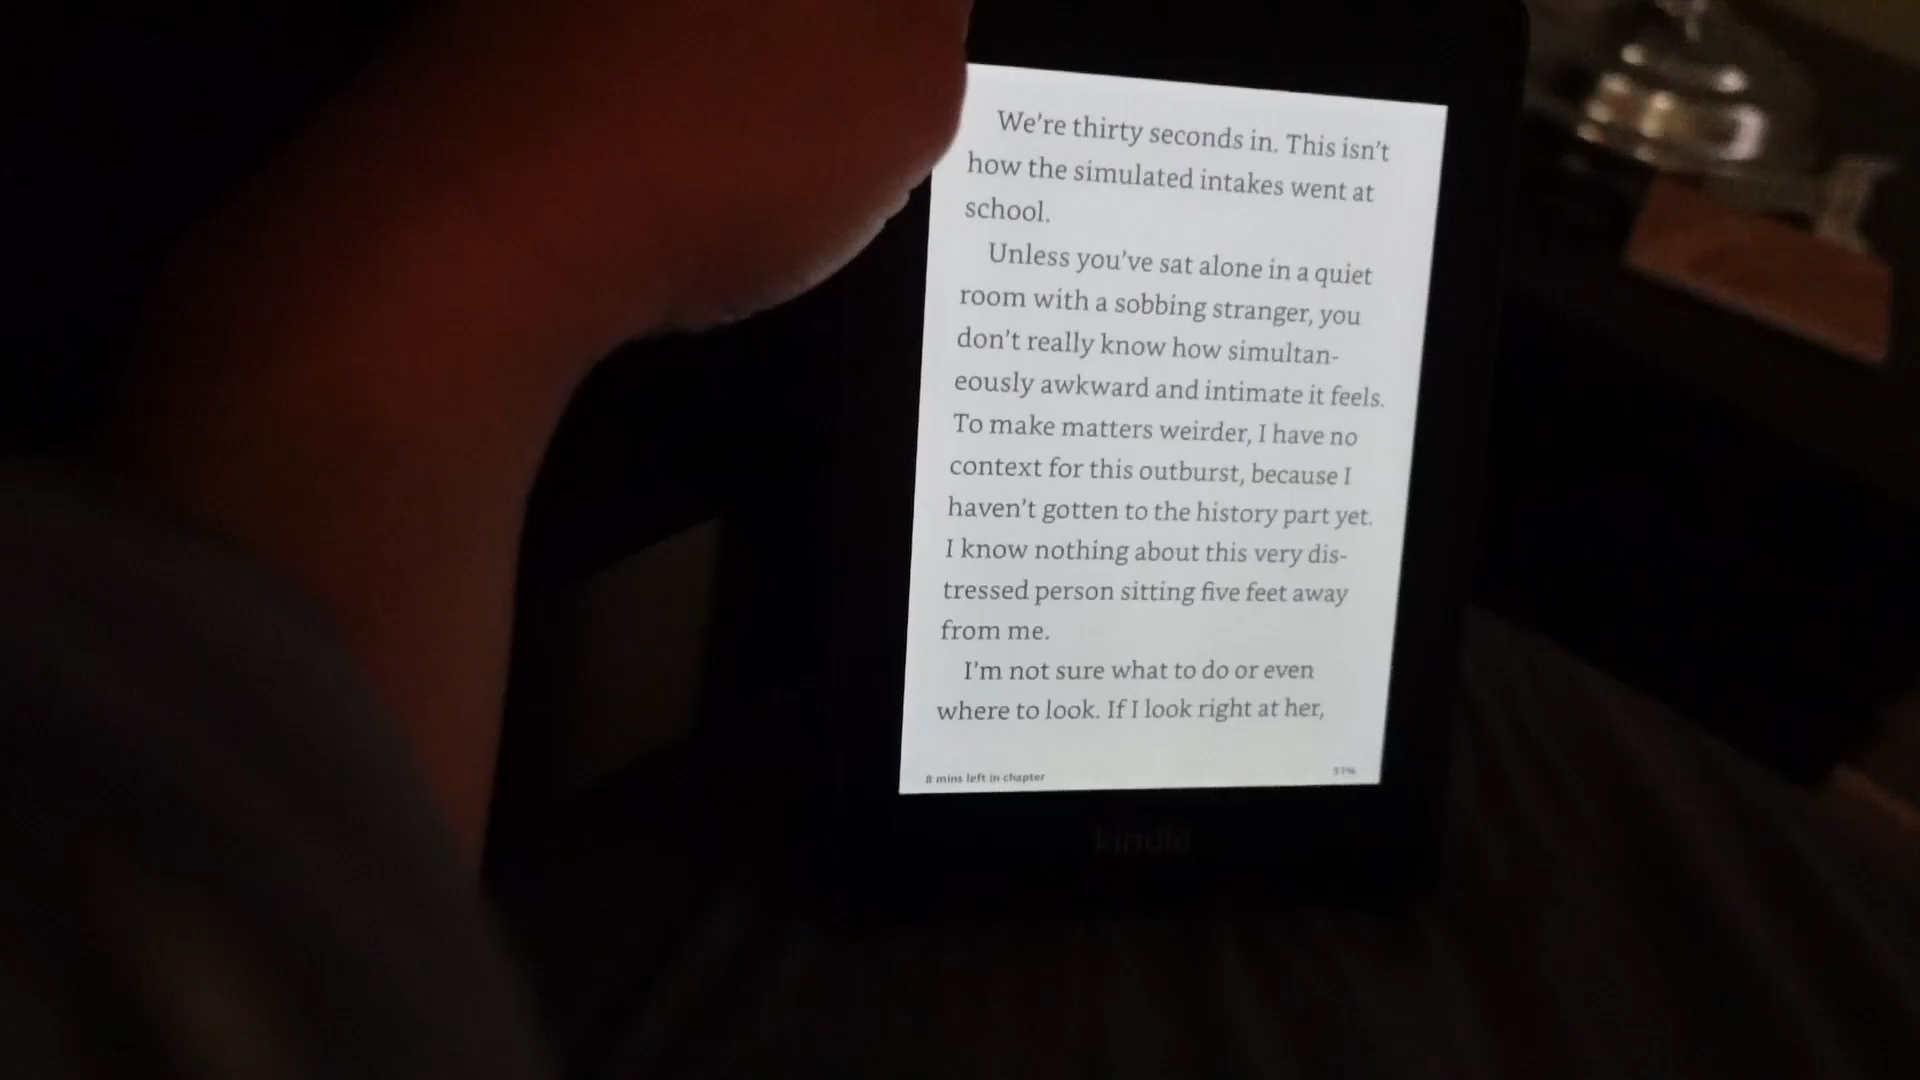 We're thirty seconds in. This isn't
how the simulated intakes went at
school.
Unless you've sat alone in a quiet
room with a sobbing stranger, you
don't really know how simultan-
eously awkward and intimate it feels.
To make matters weirder, I have no
context for this outburst, because I
haven't gotten to the history part yet.
I know nothing about this very dis-
tressed person sitting five feet away
from me.
I'm not sure what to do or even
where to look. If I look right at her,
8 mins left in chapter
kindle